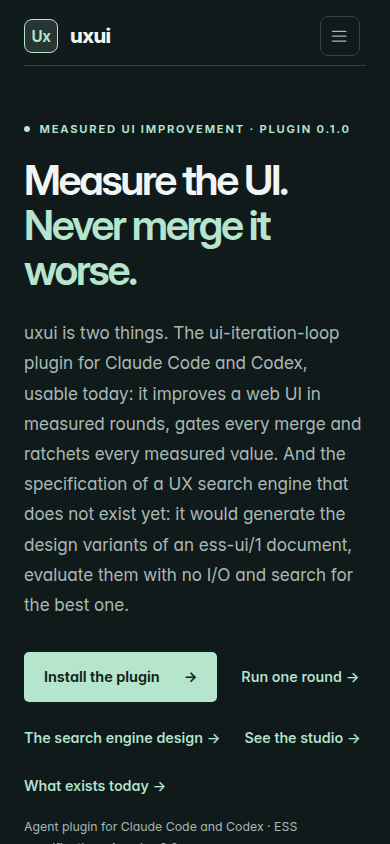 Ux uxui
MEASURED UI IMPROVEMENT · PLUGIN 0.1.0
Measure the UI.
Never merge it
worse.
uxui is two things. The ui-iteration-loop
plugin for Claude Code and Codex,
usable today: it improves a web UI in
measured rounds, gates every merge and
ratchets every measured value. And the
specification of a UX search engine that
does not exist yet: it would generate the
design variants of an ess-ui/1 document,
evaluate them with no I/O and search for
the best one.
Install the plugin → Run one round →
The search engine design → See the studio →
What exists today →
Agent plugin for Claude Code and Codex · ESS